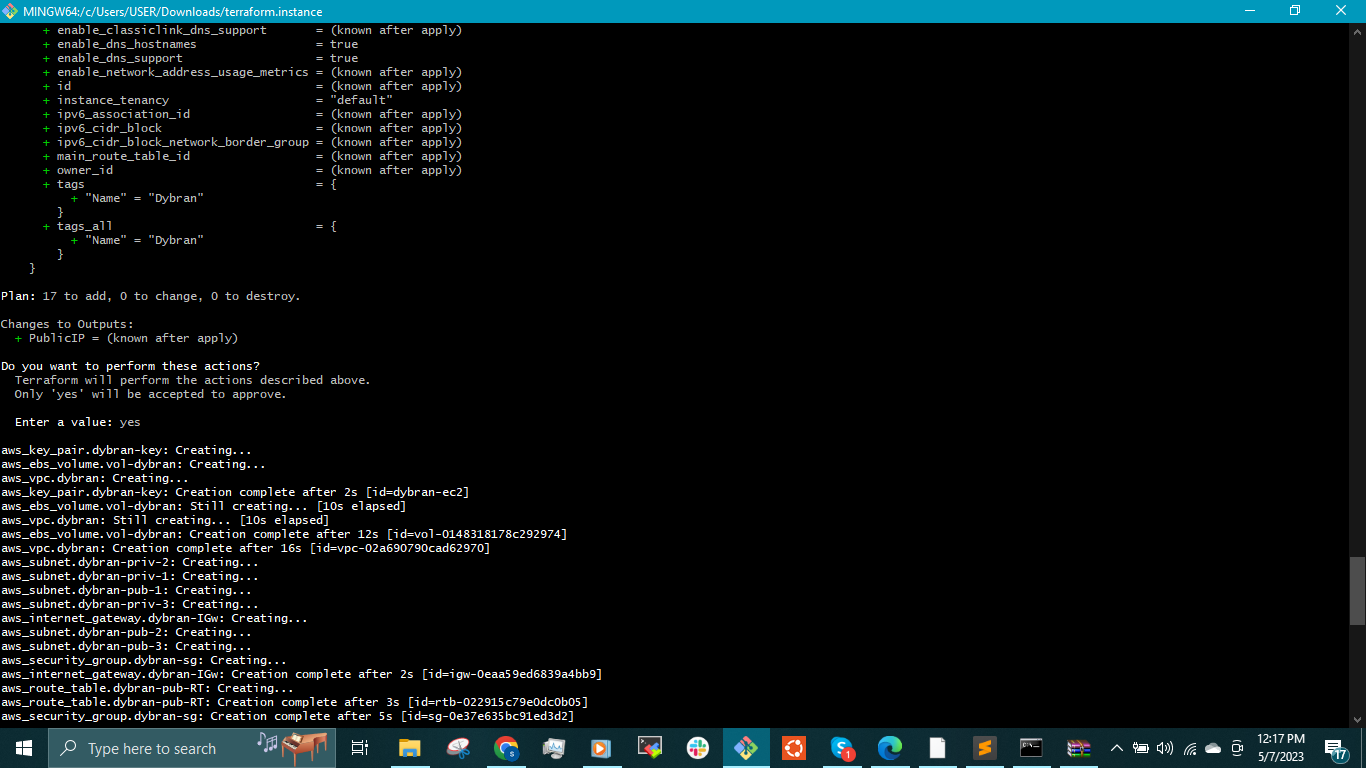 MINGW64:/c/Users/USER/Downloads/terraform.instance
+ enable_classiclink_dns_support = (known after apply)
+ enable_dns_hostnames = true
+ enable_dns_support = true
+ enable_network_address_usage_metrics = (known after apply)
+ id = (known after apply)
+ instance_tenancy = "default"
+ ipv6_association_id = (known after apply)
+ ipv6_cidr_block = (known after apply)
+ ipv6_cidr_block_network_border_group = (known after apply)
+ main_route_table_id = (known after apply)
+ owner_id = (known after apply)
+ tags = {
+ "Name" = "Dybran"
}
+ tags_all = {
+ "Name" = "Dybran"
}
}
Plan: 17 to add, 0 to change, 0 to destroy.
Changes to Outputs:
+ PublicIP = (known after apply)
Do you want to perform these actions?
Terraform will perform the actions described above.
Only 'yes' will be accepted to approve.
Enter a value: yes
aws_key_pair.dybran-key: Creating...
aws_ebs_volume.vol-dybran: Creating...
aws_vpc.dybran: Creating...
aws_key_pair.dybran-key: Creation complete after 2s [id=dybran-ec2]
aws_ebs_volume.vol-dybran: Still creating... [10s elapsed]
aws_vpc.dybran: Still creating... [10s elapsed]
aws_ebs_volume.vol-dybran: Creation complete after 12s [id=vol-0148318178c292974]
aws_vpc.dybran: Creation complete after 16s [id=vpc-02a690790cad62970]
aws_subnet.dybran-priv-2: Creating...
aws_subnet.dybran-priv-1: Creating...
aws_subnet.dybran-pub-1: Creating...
aws_subnet.dybran-priv-3: Creating...
aws_internet_gateway.dybran-IGw: Creating...
aws_subnet.dybran-pub-2: Creating...
aws_subnet.dybran-pub-3: Creating...
aws_security_group.dybran-sg: Creating...
aws_internet_gateway.dybran-IGw: Creation complete after 2s [id=igw-0eaa59ed6839a4bb9]
aws_route_table.dybran-pub-RT: Creating...
aws_route_table.dybran-pub-RT: Creation complete after 3s [id=rtb-022915c79e0dc0b05]
aws_security_group.dybran-sg: Creation complete after 5s [id=sg-0e37e635bc91ed3d2]
Type here to search
S
1
12:17 PM
5/7/2023
17